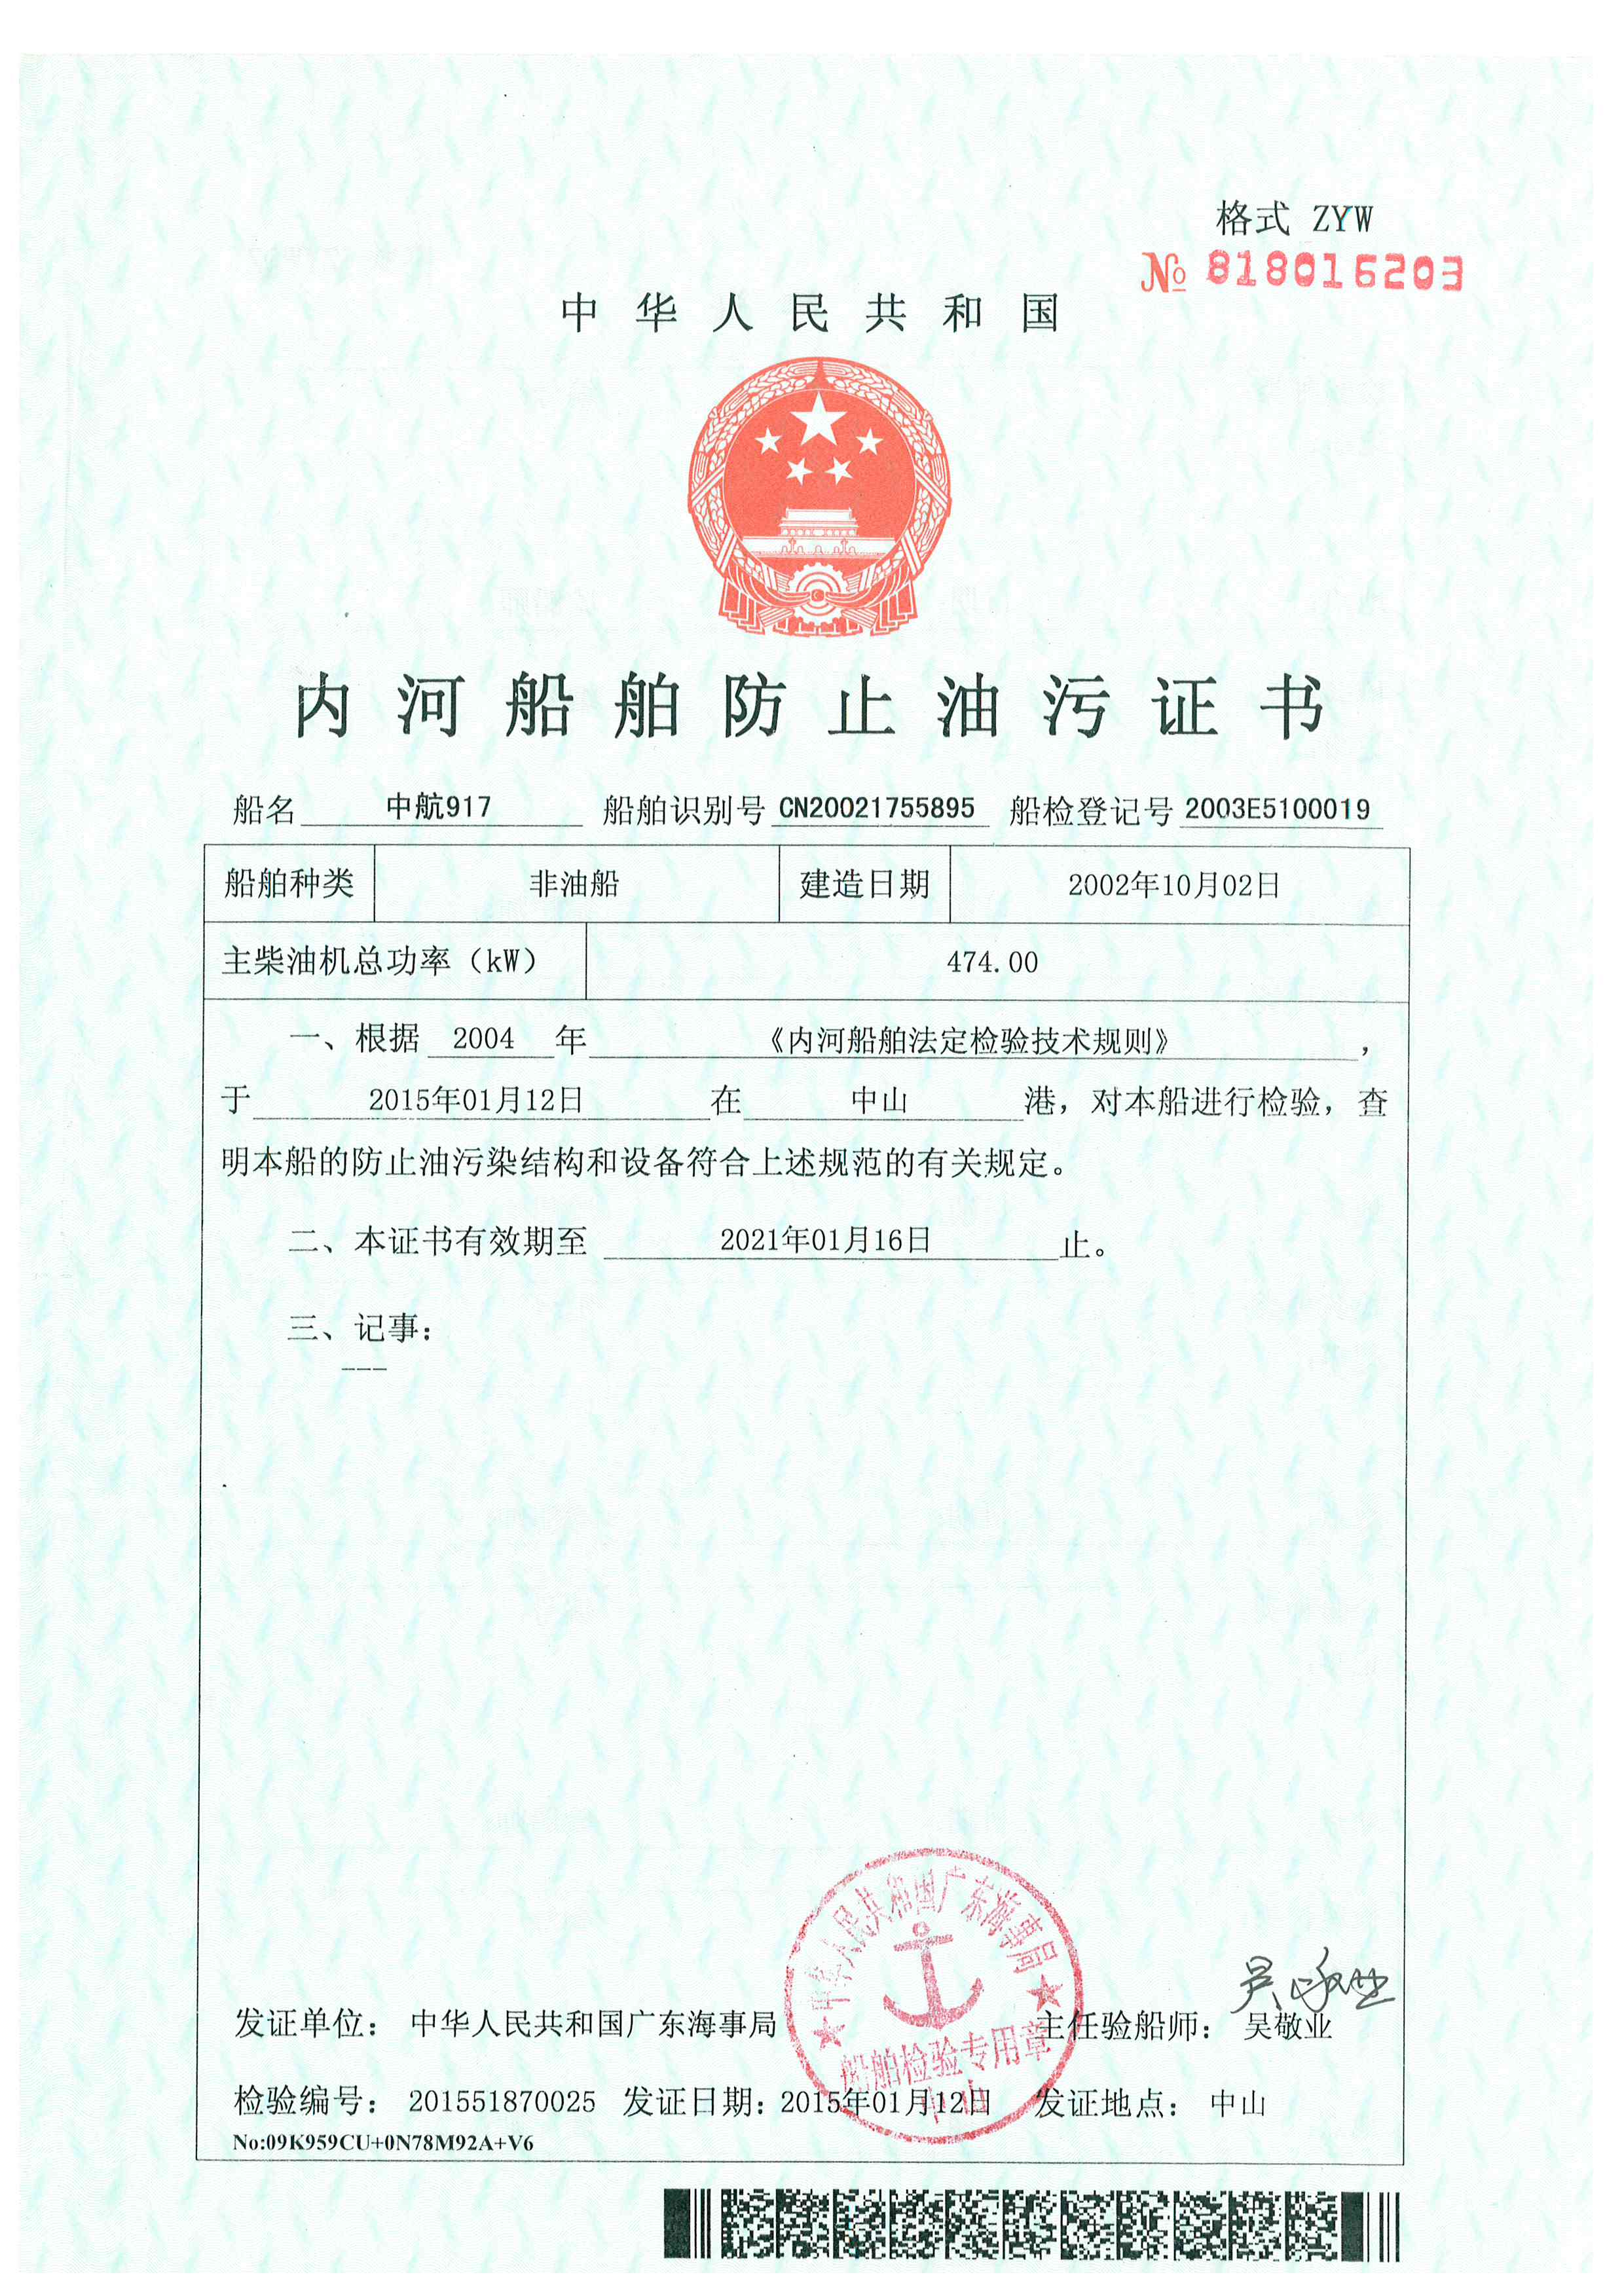 格式 ZYW
№ 818016203
中华人民共和国
内河船舶防止油污证书
船名 中航917 船舶识别号 CN20021755895 船检登记号 2003E5100019
船舶种类 非油船 建造日期 2002年10月02日
主柴油机总功率（kW） 474.00
一、根据 2004 年 《内河船舶法定检验技术规则》，
于 2015年01月12日 在 中山 港，对本船进行检验，查
明本船的防止油污染结构和设备符合上述规范的有关规定。
二、本证书有效期至 2021年01月16日 止。
三、记事：
---
中华人民共和国广东海事局
船舶检验专用章
中山
吴敬业
发证单位： 中华人民共和国广东海事局 主任验船师： 吴敬业
检验编号： 201551870025 发证日期：2015年01月12日 发证地点： 中山
No:09K959CU+0N78M92A+V6